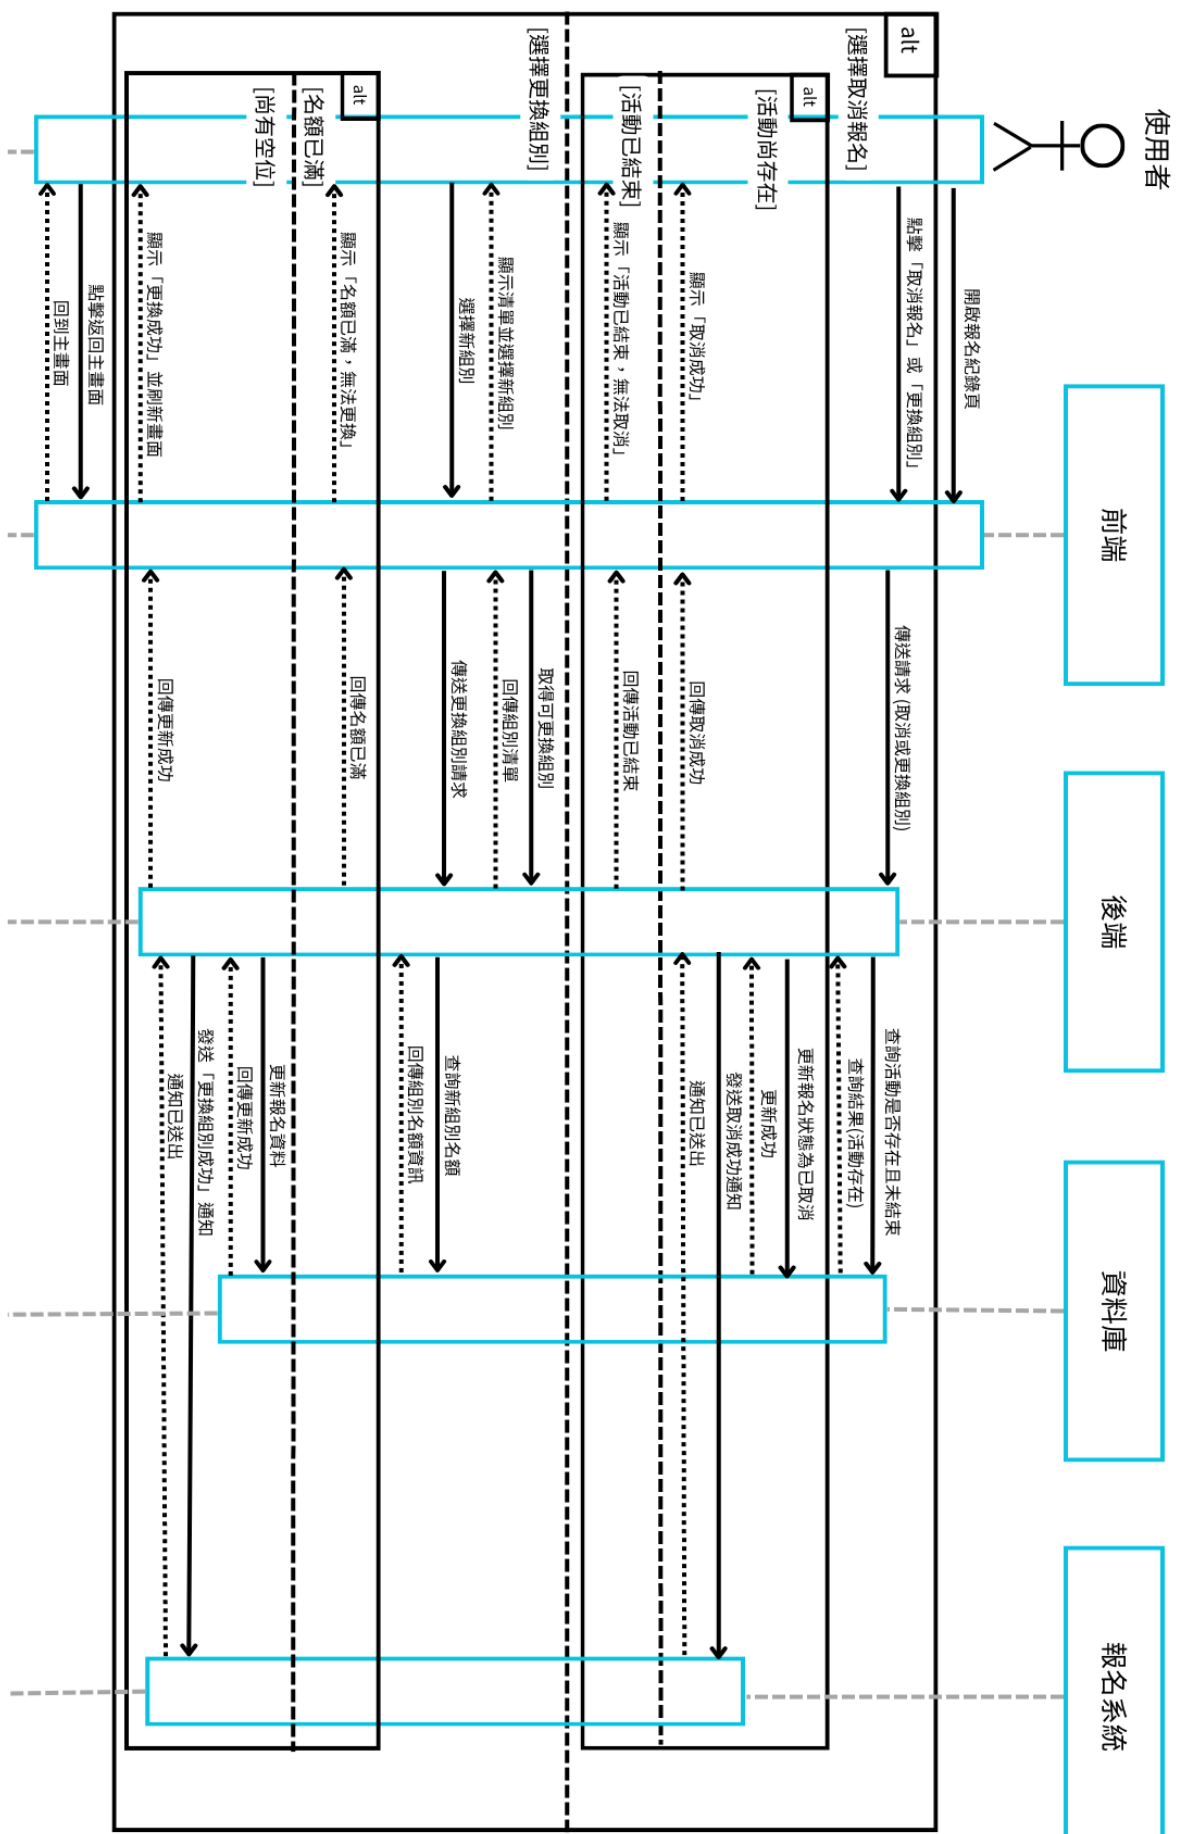 使用者
前端
後端
資料庫
報名系統
開啟報名紀錄頁
alt
[選擇取消報名]
點擊「取消報名」或「更換組別」
傳送請求 (取消或更換組別)
查詢活動是否存在且未結束
查詢結果(活動存在)
alt
[活動尚存在]
更新報名狀態為已取消
更新成功
發送取消成功通知
通知已送出
回傳取消成功
顯示「取消成功」
[活動已結束]
回傳活動已結束
顯示「活動已結束，無法取消」
[選擇更換組別]
取得可更換組別
回傳組別清單
顯示清單並選擇新組別
選擇新組別
傳送更換組別請求
查詢新組別名額
回傳組別名額資訊
alt
[名額已滿]
回傳名額已滿
顯示「名額已滿，無法更換」
[尚有空位]
更新報名資料
回傳更新成功
發送「更換組別成功」通知
通知已送出
回傳更新成功
顯示「更換成功」並刷新畫面
點擊返回主畫面
回到主畫面